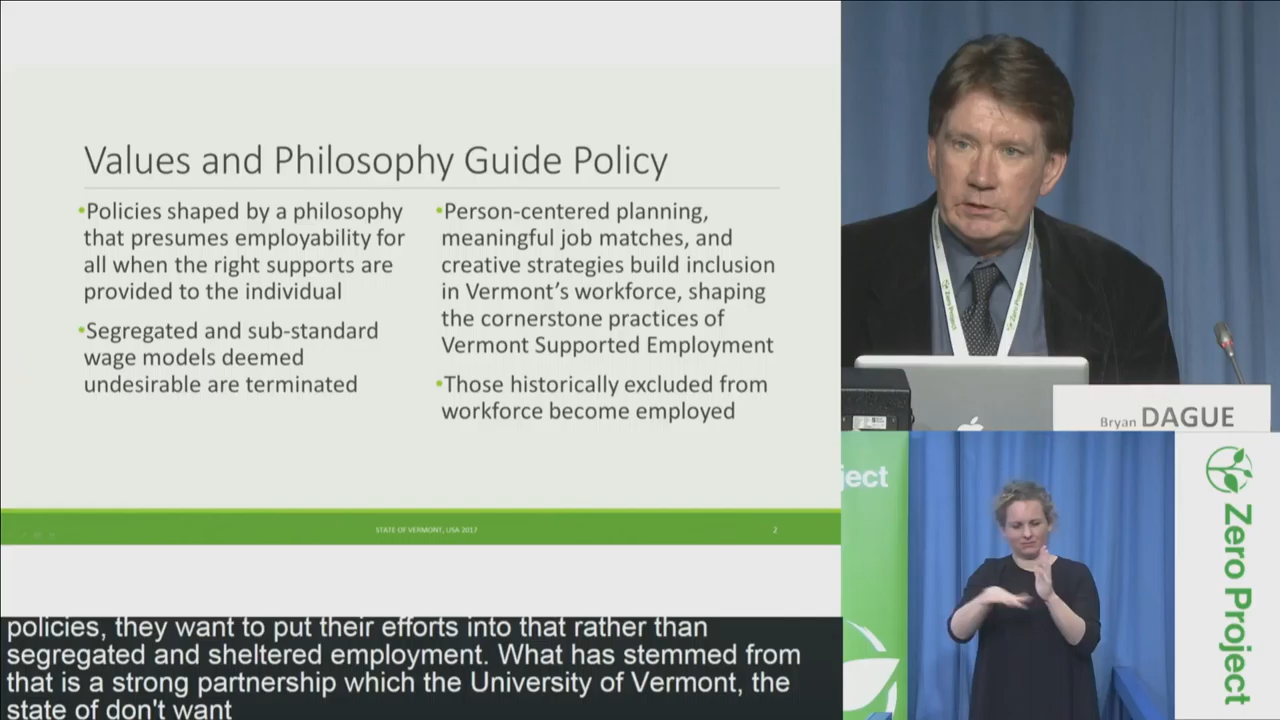 Values and Philosophy Guide Policy
•Policies shaped by a philosophy
that presumes employability for
all when the right supports are
provided to the individual
•Segregated and sub-standard
wage models deemed
undesirable are terminated
•Person-centered planning,
meaningful job matches, and
creative strategies build inclusion
in Vermont's workforce, shaping
the cornerstone practices of
Vermont Supported Employment
•Those historically excluded from
workforce become employed
STATE OF VERMONT, USA 2017
2
policies, they want to put their efforts into that rather than
segregated and sheltered employment. What has stemmed from
that is a strong partnership which the University of Vermont, the
state of don't want
Zero Project
Zero Project
Bryan DAGUE
ject
Zero Project